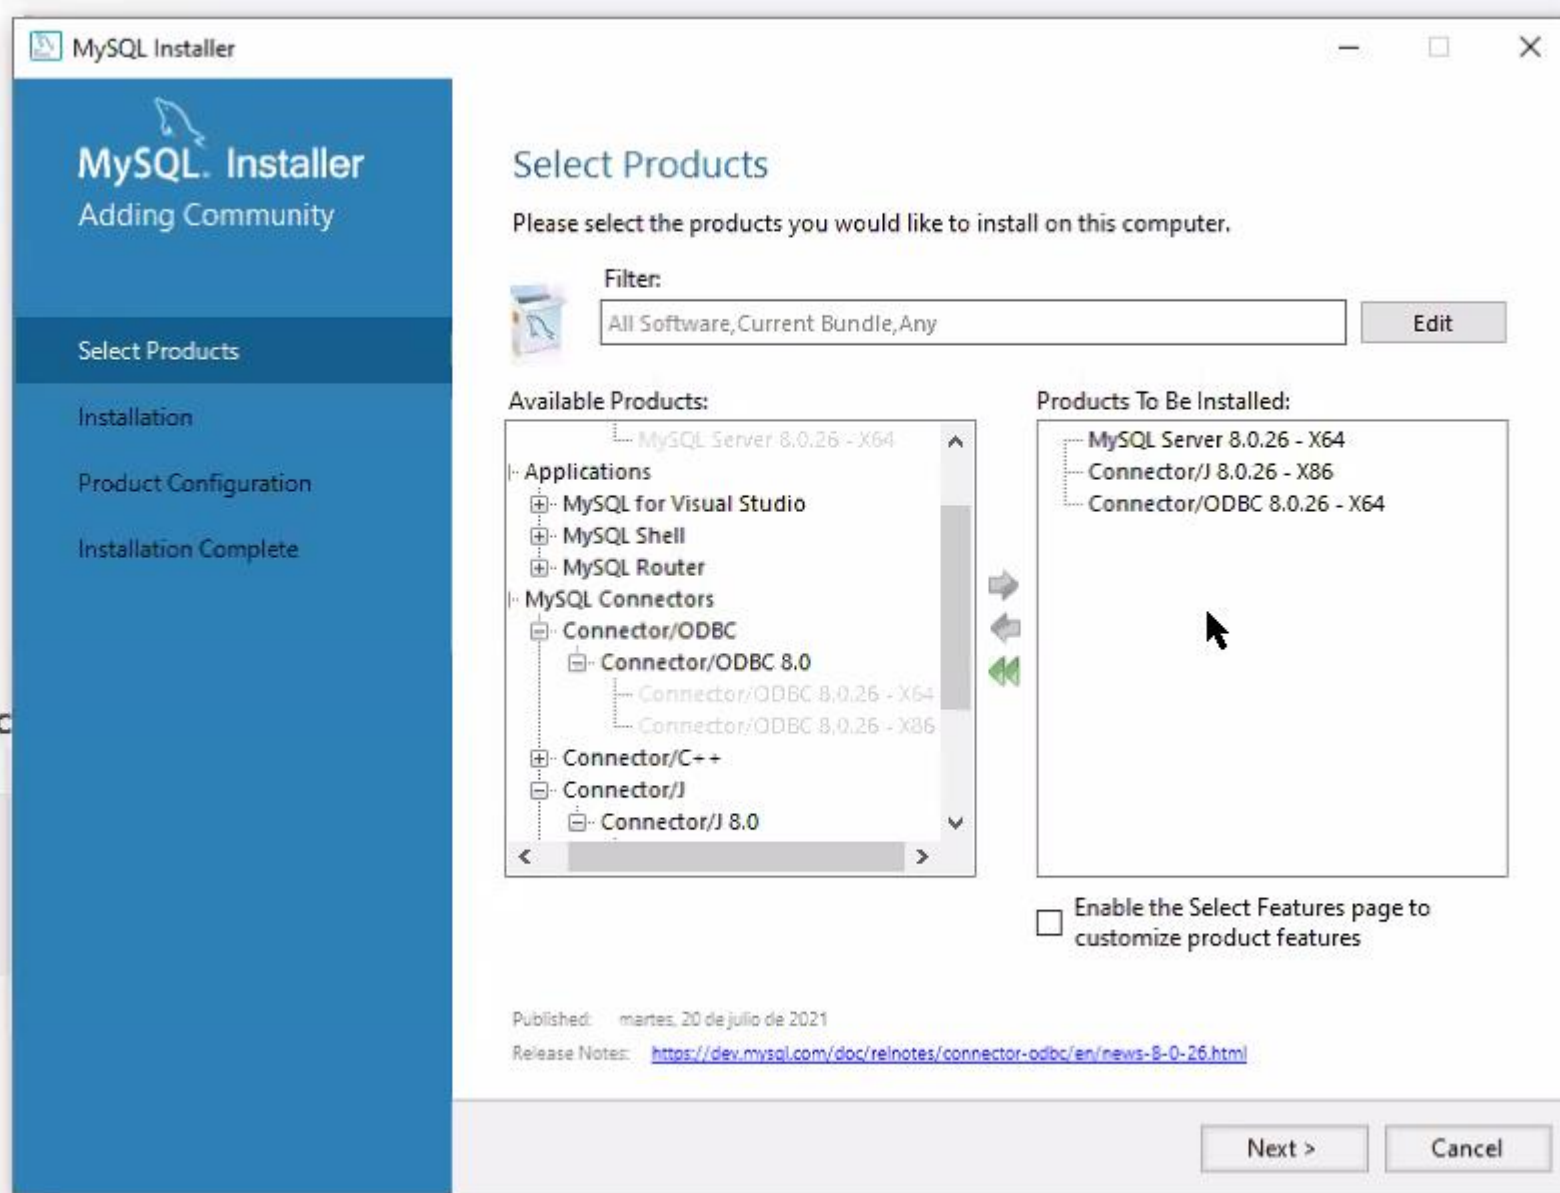 MySQL Installer
MySQL. Installer
Adding Community
Select Products
Installation
Product Configuration
Installation Complete
Select Products
Please select the products you would like to install on this computer.
Filter:
All Software,Current Bundle,Any
Edit
Available Products:
MySQL Server 8.0.26 - X64
Applications
MySQL for Visual Studio
MySQL Shell
MySQL Router
MySQL Connectors
Connector/ODBC
Connector/ODBC 8.0
Connector/ODBC 8.0.26 - X64
Connector/ODBC 8.0.26 - X86
Connector/C++
Connector/J
Connector/J 8.0
Products To Be Installed:
MySQL Server 8.0.26 - X64
Connector/J 8.0.26 - X86
Connector/ODBC 8.0.26 - X64
Enable the Select Features page to
customize product features
Published: martes, 20 de julio de 2021
Release Notes: https://dev.mysql.com/doc/relnotes/connector-odbc/en/news-8-0-26.html
Next >
Cancel